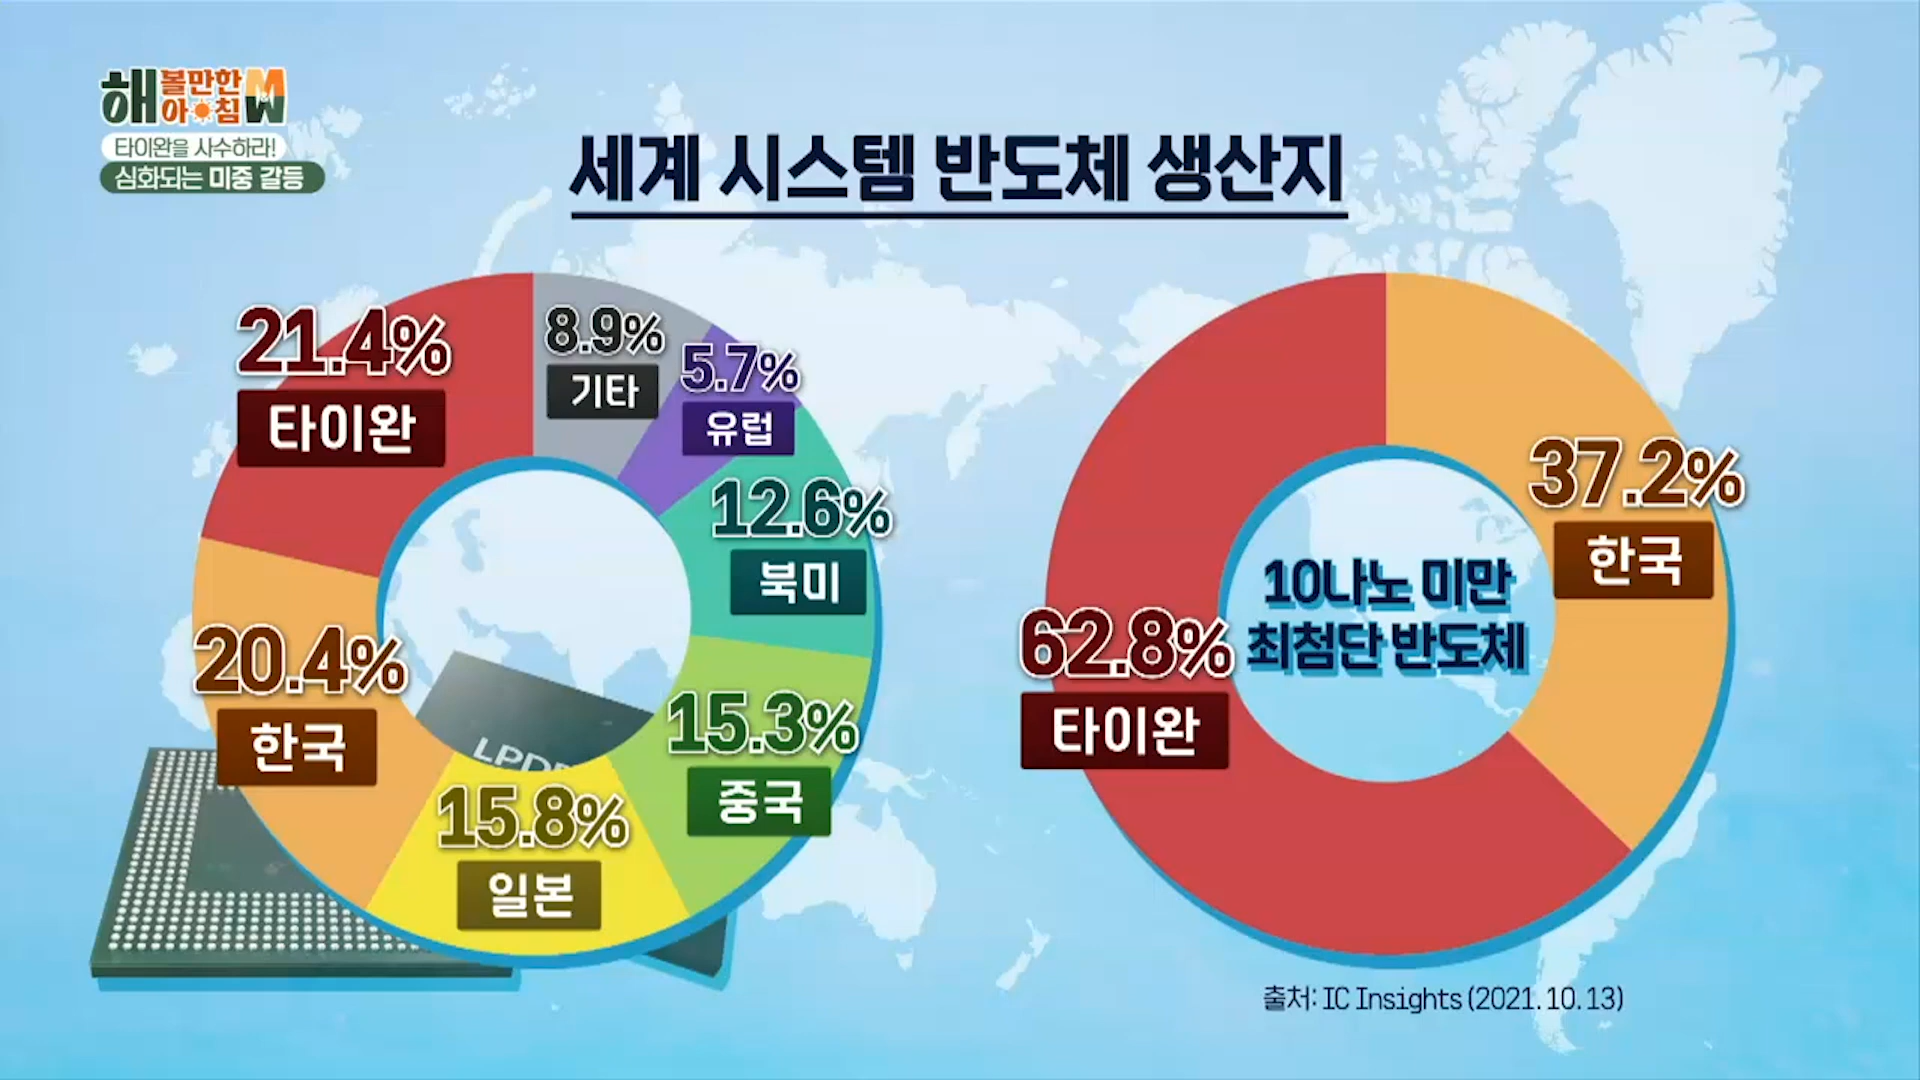 해볼만한
아침 M&W
타이완을 사수하라!
심화되는 미중 갈등
세계 시스템 반도체 생산지
21.4%
타이완
8.9%
기타
5.7%
유럽
12.6%
북미
20.4%
한국
15.3%
중국
15.8%
일본
LPDD
37.2%
한국
10나노 미만
최첨단 반도체
62.8%
타이완
출처: IC Insights (2021.10.13)